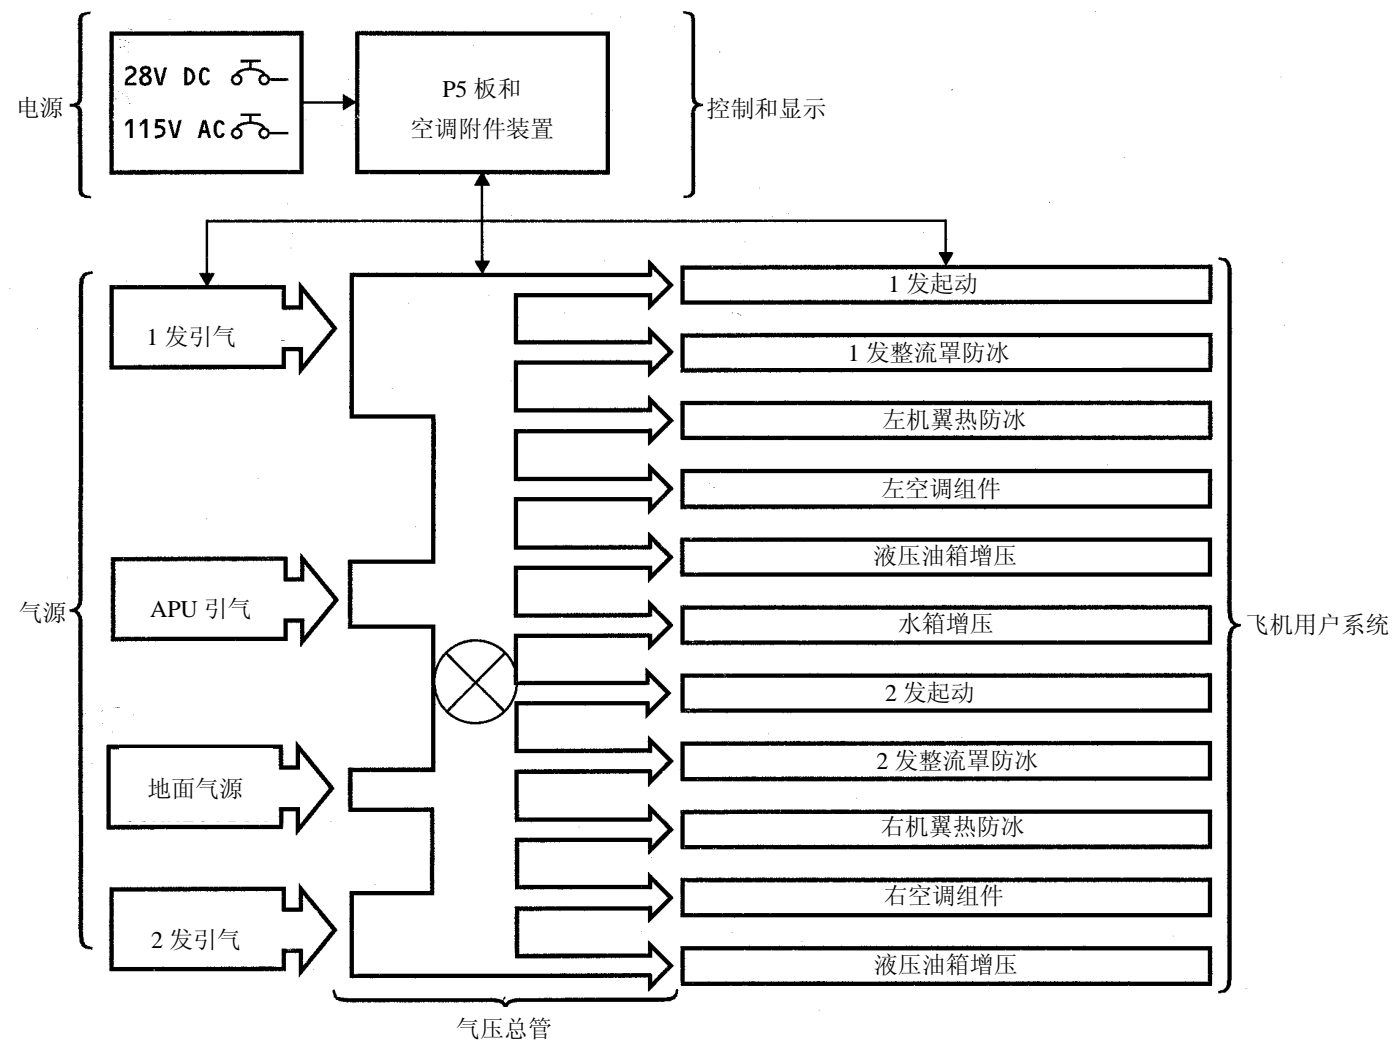 28V DC
115V AC
P5 板和
空调附件装置
电源
控制和显示
1 发引气
APU 引气
地面气源
2 发引气
气源
1 发起动
1 发整流罩防冰
左机翼热防冰
左空调组件
液压油箱增压
水箱增压
2 发起动
2 发整流罩防冰
右机翼热防冰
右空调组件
液压油箱增压
飞机用户系统
气压总管